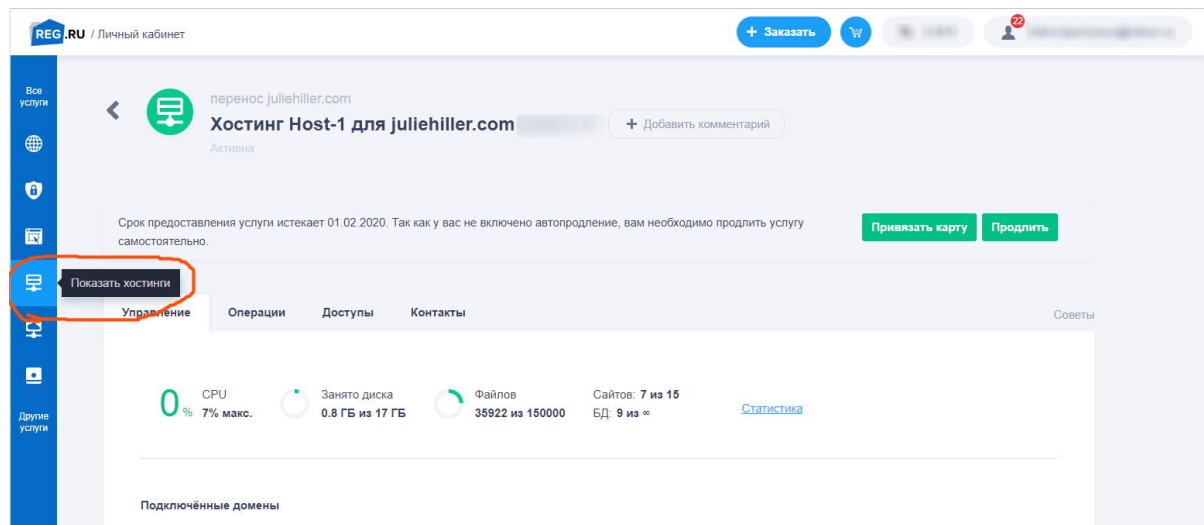 REG.RU / Личный кабинет
+ Заказать
22
Все
услуги
перенос juliehiller.com
Хостинг Host-1 для juliehiller.com
+ Добавить комментарий
Активна
Срок предоставления услуги истекает 01.02.2020. Так как у вас не включено автопродление, вам необходимо продлить услугу
самостоятельно.
Привязать карту
Продлить
Показать хостинги
Управление
Операции
Доступы
Контакты
Советы
0 %
CPU
7% макс.
Занято диска
0.8 ГБ из 17 ГБ
Файлов
35922 из 150000
Сайтов: 7 из 15
БД: 9 из ∞
Статистика
Другие
услуги
Подключённые домены